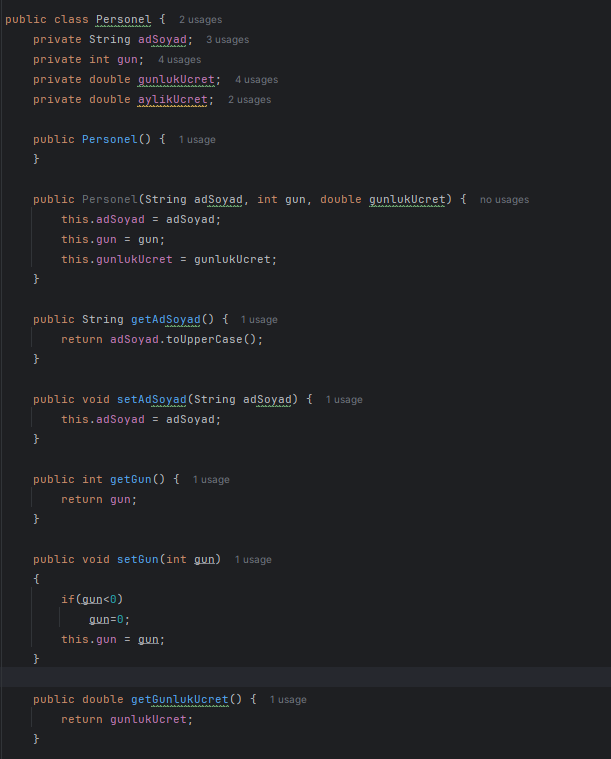 public class Personel {  2 usages
    private String adSoyad;  3 usages
    private int gun;  4 usages
    private double gunlukUcret;  4 usages
    private double aylikUcret;  2 usages

    public Personel() {  1 usage
    }

    public Personel(String adSoyad, int gun, double gunlukUcret) {  no usages
        this.adSoyad = adSoyad;
        this.gun = gun;
        this.gunlukUcret = gunlukUcret;
    }

    public String getAdSoyad() {  1 usage
        return adSoyad.toUpperCase();
    }

    public void setAdSoyad(String adSoyad) {  1 usage
        this.adSoyad = adSoyad;
    }

    public int getGun() {  1 usage
        return gun;
    }

    public void setGun(int gun)  1 usage
    {
        if(gun<0)
            gun=0;
        this.gun = gun;
    }

    public double getGunlukUcret() {  1 usage
        return gunlukUcret;
    }